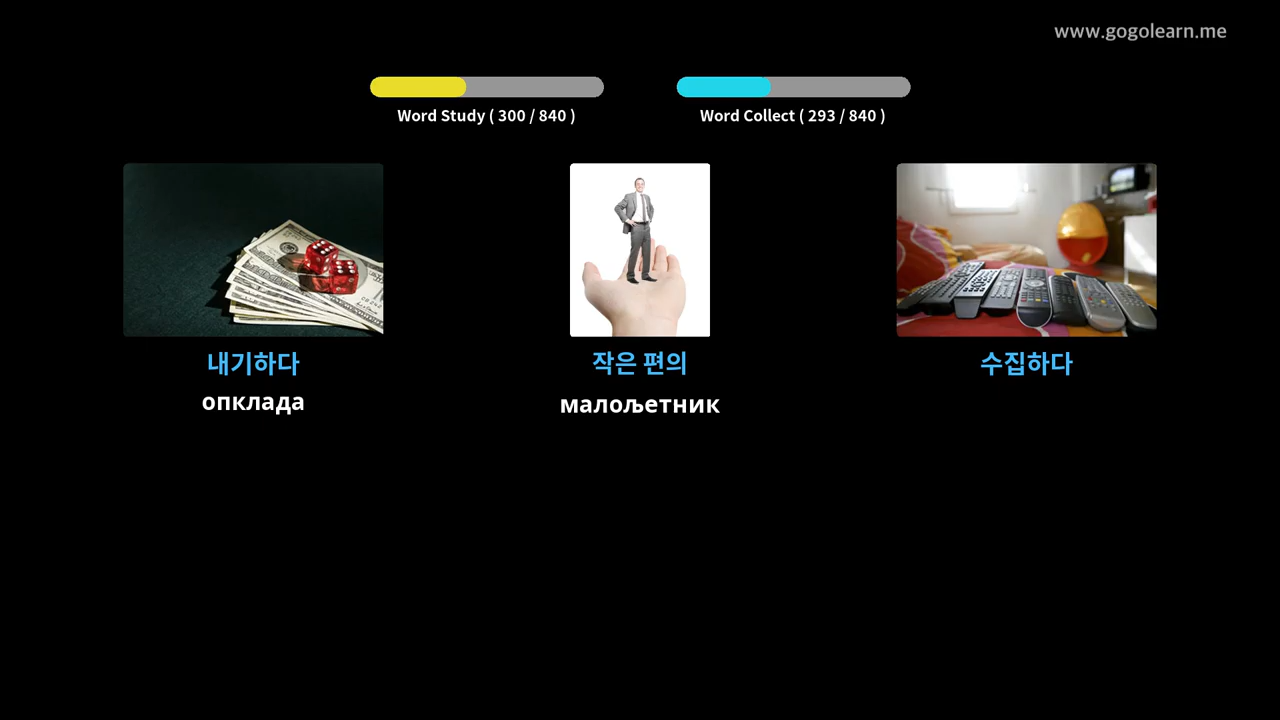 www.gogolearn.me
Word Study ( 300 / 840 )
Word Collect ( 293 / 840 )
내기하다
작은 편의
수집하다
опклада
малољетник